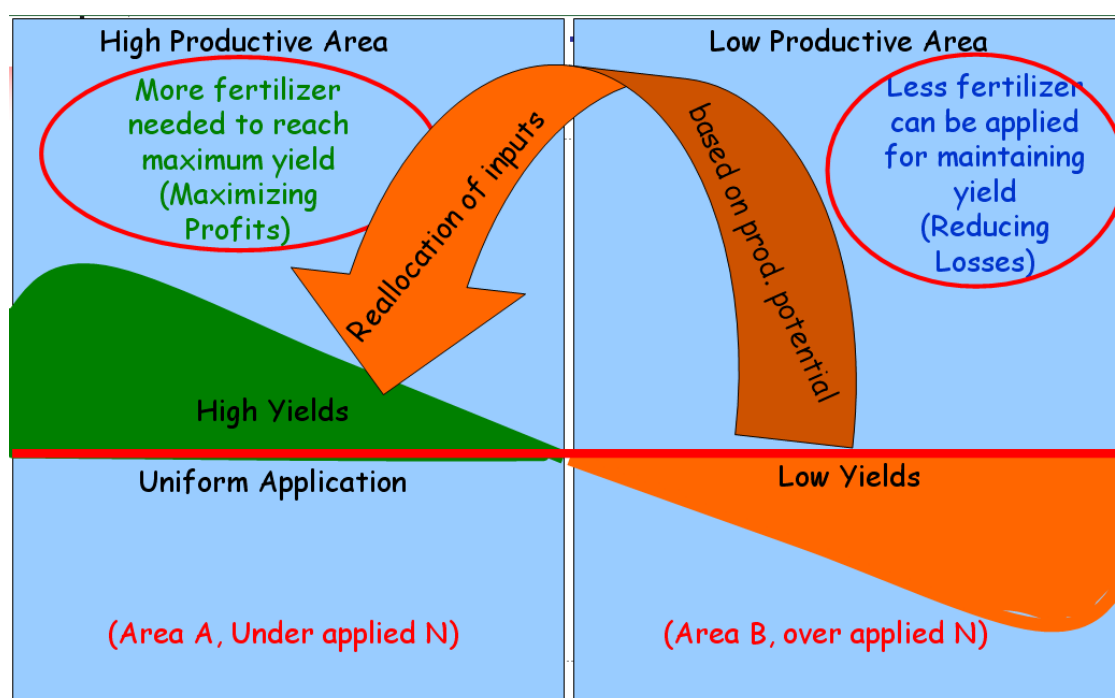 High Productive Area
More fertilizer
needed to reach
maximum yield
(Maximizing
Profits)
Low Productive Area
Less fertilizer
can be applied
for maintaining
yield
(Reducing
Losses)
Reallocation of inputs
based on prod. potential
High Yields
Uniform Application
Low Yields
(Area A, Under applied N)
(Area B, over applied N)